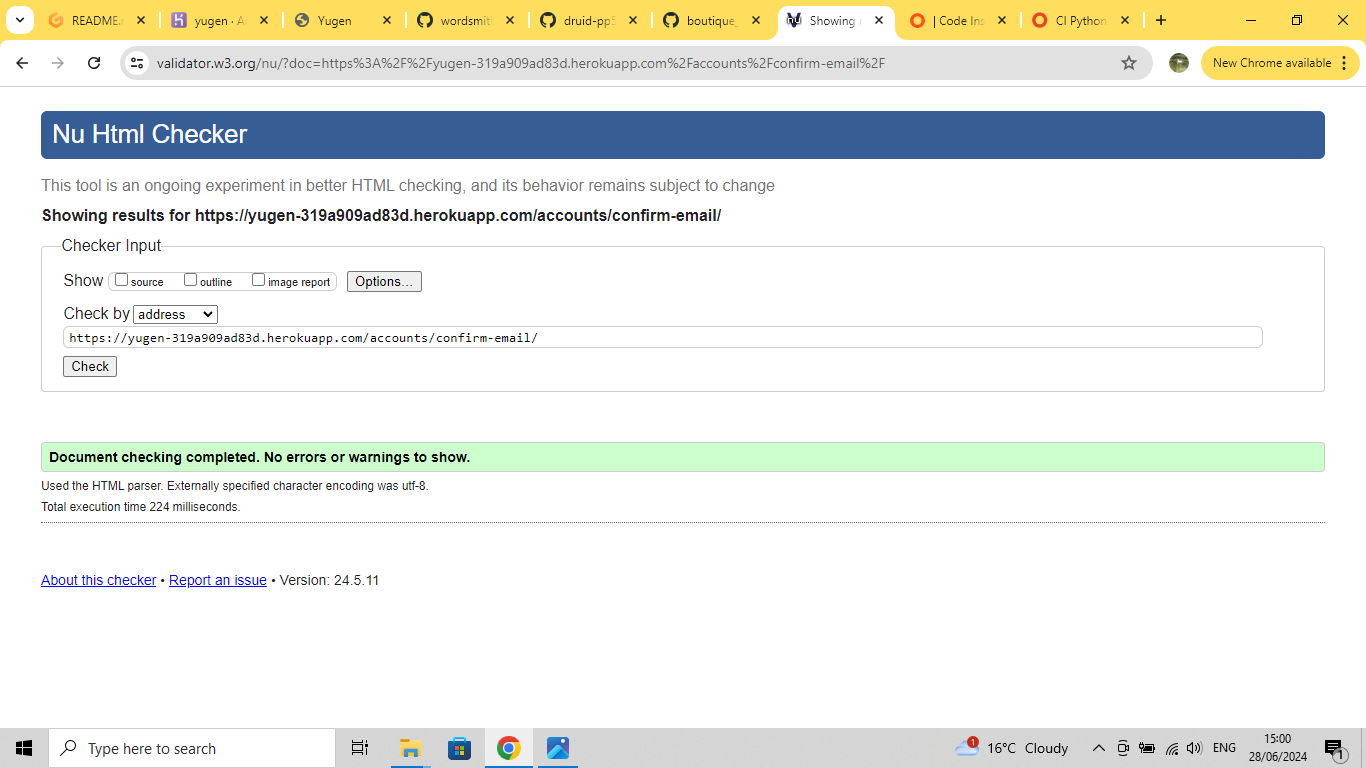 README.
yugen · A
Yugen
wordsmit
druid-pp5
boutique_
Showing
| Code Ins
CI Python
validator.w3.org/nu/?doc=https%3A%2F%2Fyugen-319a909ad83d.herokuapp.com%2Faccounts%2Fconfirm-email%2F
New Chrome available
Nu Html Checker
This tool is an ongoing experiment in better HTML checking, and its behavior remains subject to change
Showing results for https://yugen-319a909ad83d.herokuapp.com/accounts/confirm-email/
Checker Input
Show source outline image report Options...
Check by address
https://yugen-319a909ad83d.herokuapp.com/accounts/confirm-email/
Check
Document checking completed. No errors or warnings to show.
Used the HTML parser. Externally specified character encoding was utf-8.
Total execution time 224 milliseconds.
About this checker • Report an issue • Version: 24.5.11
Type here to search
1
16°C Cloudy
ENG
15:00
28/06/2024
1